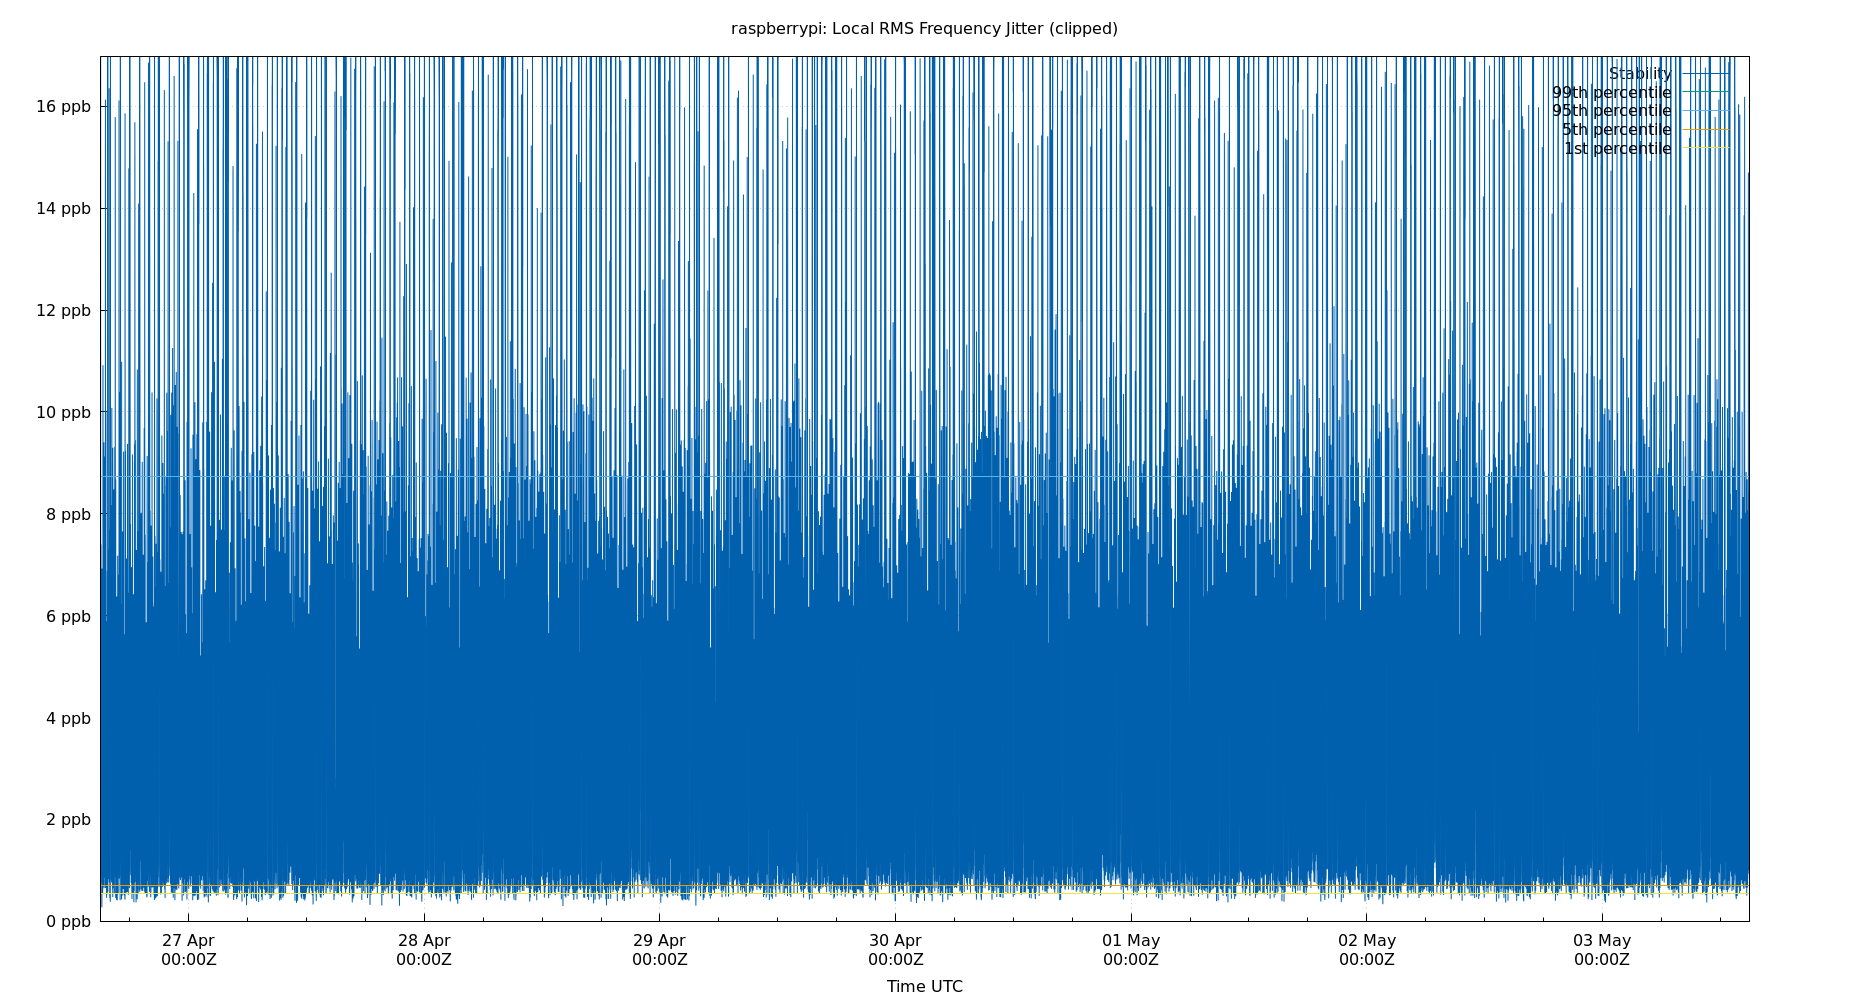 raspberrypi: Local RMS Frequency Jitter (clipped)
Stability
99th percentile
95th percentile
5th percentile
1st percentile
16 ppb
14 ppb
12 ppb
10 ppb
8 ppb
6 ppb
4 ppb
2 ppb
0 ppb
27 Apr 28 Apr 29 Apr 30 Apr 01 May 02 May 03 May
00:00Z 00:00Z 00:00Z 00:00Z 00:00Z 00:00Z 00:00Z
Time UTC